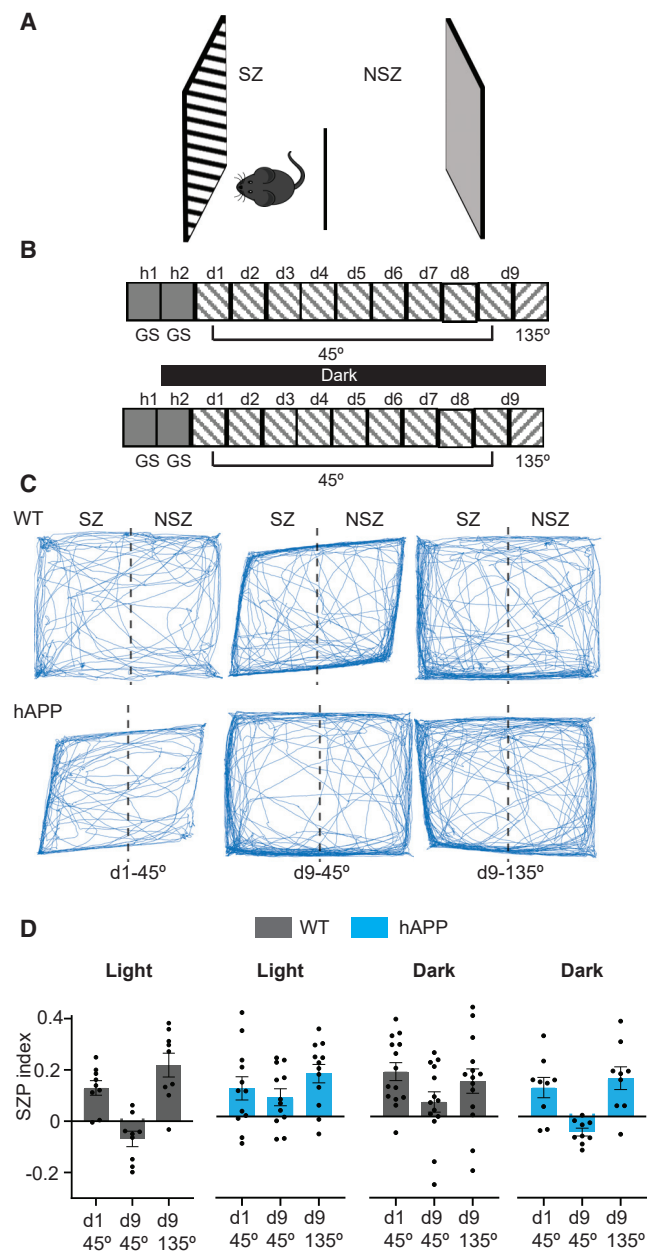 A
SZ NSZ
B
h1 h2 d1 d2 d3 d4 d5 d6 d7 d8 d9
GS GS 135º
45º
Dark
h1 h2 d1 d2 d3 d4 d5 d6 d7 d8 d9
GS GS 135º
45º
C
WT SZ NSZ SZ NSZ SZ NSZ
hAPP
d1-45º d9-45º d9-135º
D
WT hAPP
Light Light Dark Dark
0.4
0.2
0
-0.2
SZP index
d1 d9 d9 d1 d9 d9 d1 d9 d9 d1 d9 d9
45º 45º 135º 45º 45º 135º 45º 45º 135º 45º 45º 135º